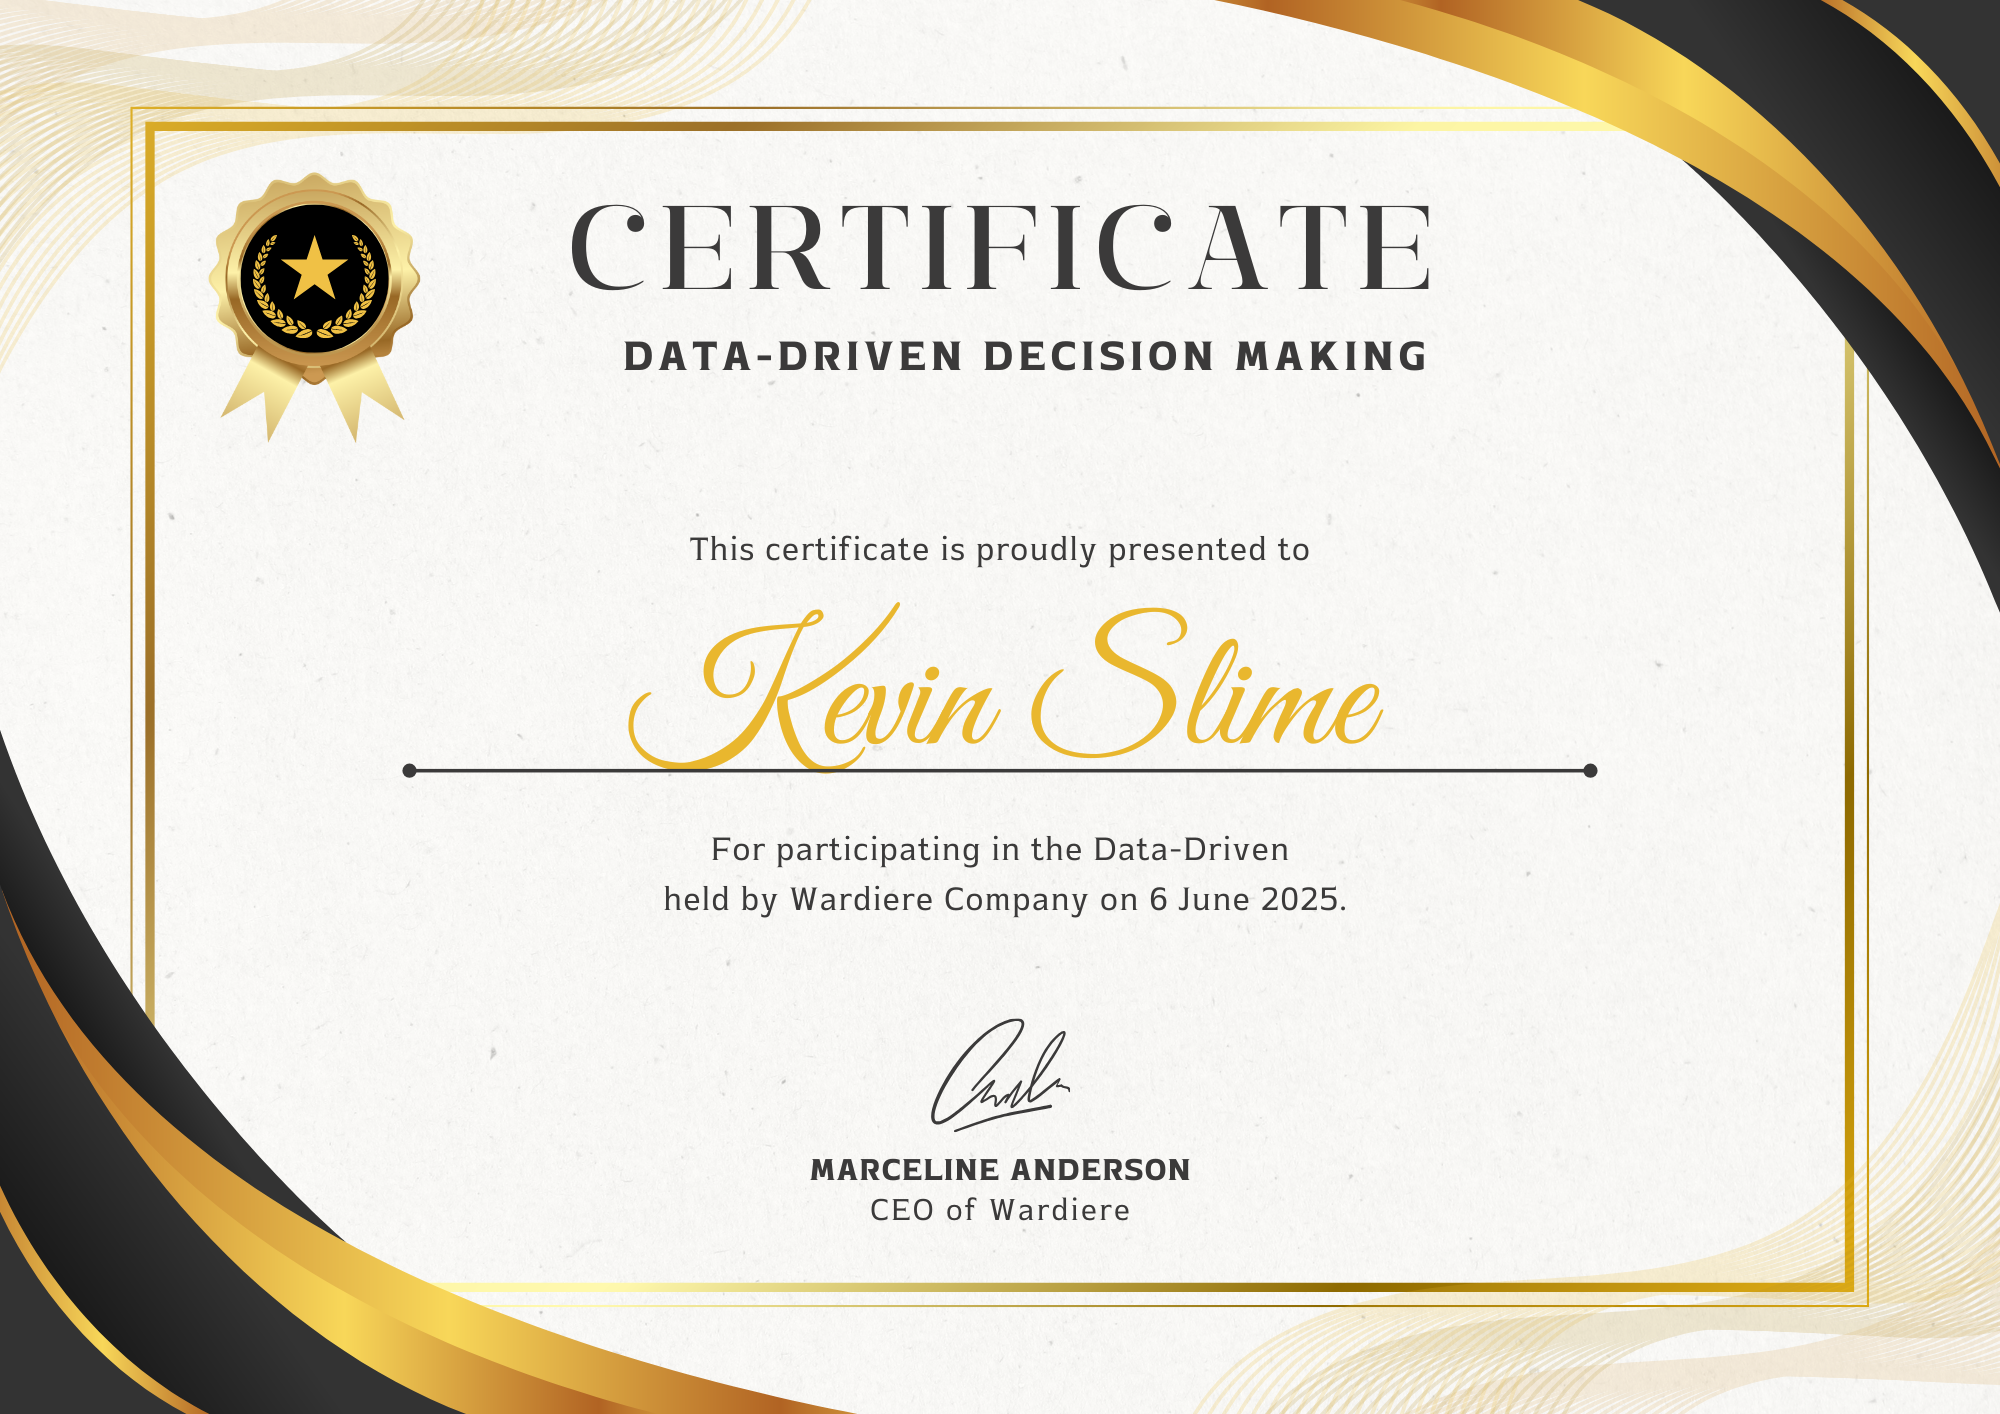 CERTIFICATE
DATA-DRIVEN DECISION MAKING
This certificate is proudly presented to
Kevin Slime
For participating in the Data-Driven
held by Wardiere Company on 6 June 2025.
MARCELINE ANDERSON
CEO of Wardiere